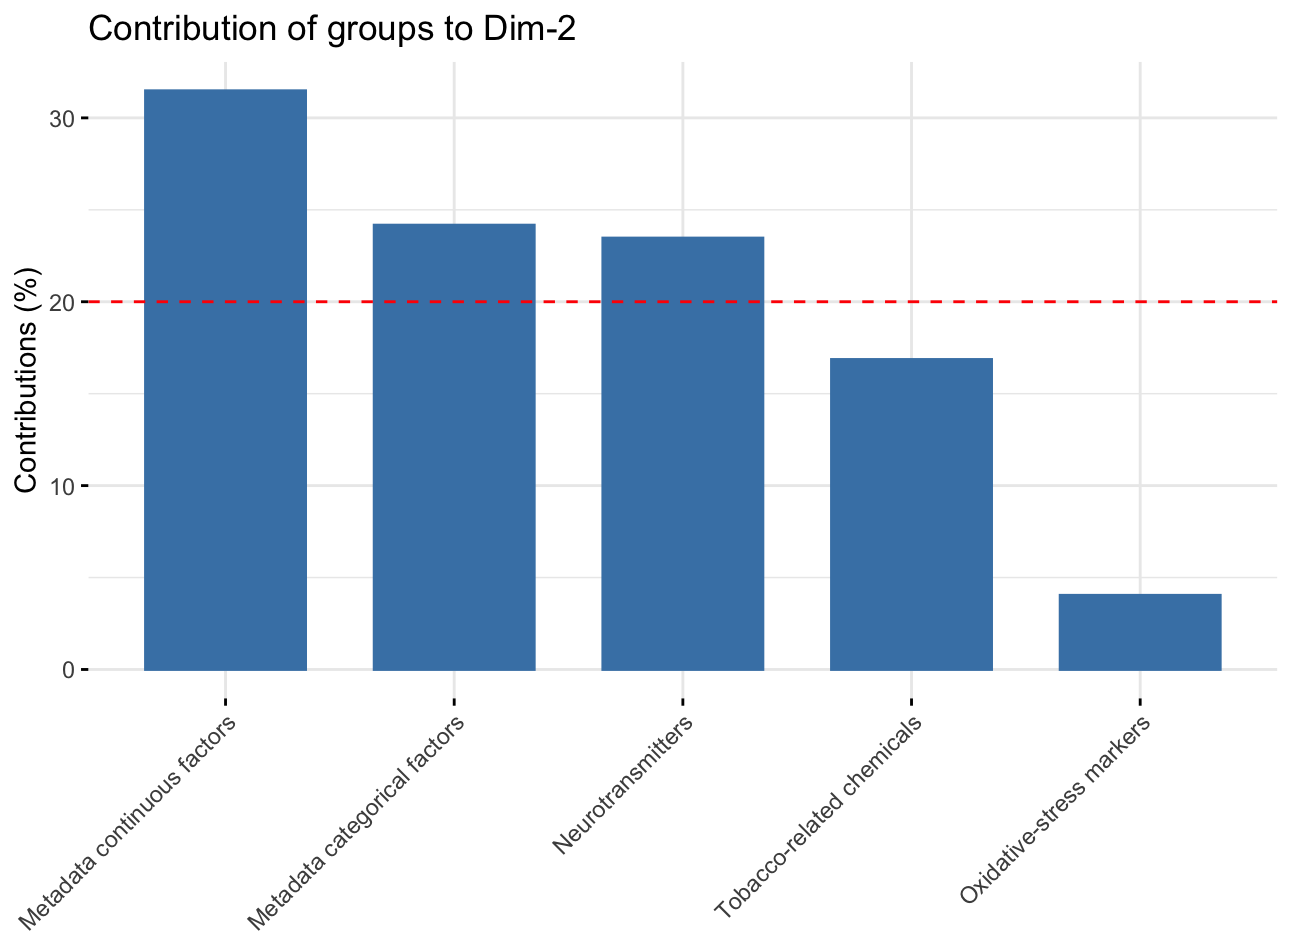 Contribution of groups to Dim-2
Contributions (%)
30
20
10
0
Metadata continuous factors
Metadata categorical factors
Neurotransmitters
Tobacco-related chemicals
Oxidative-stress markers